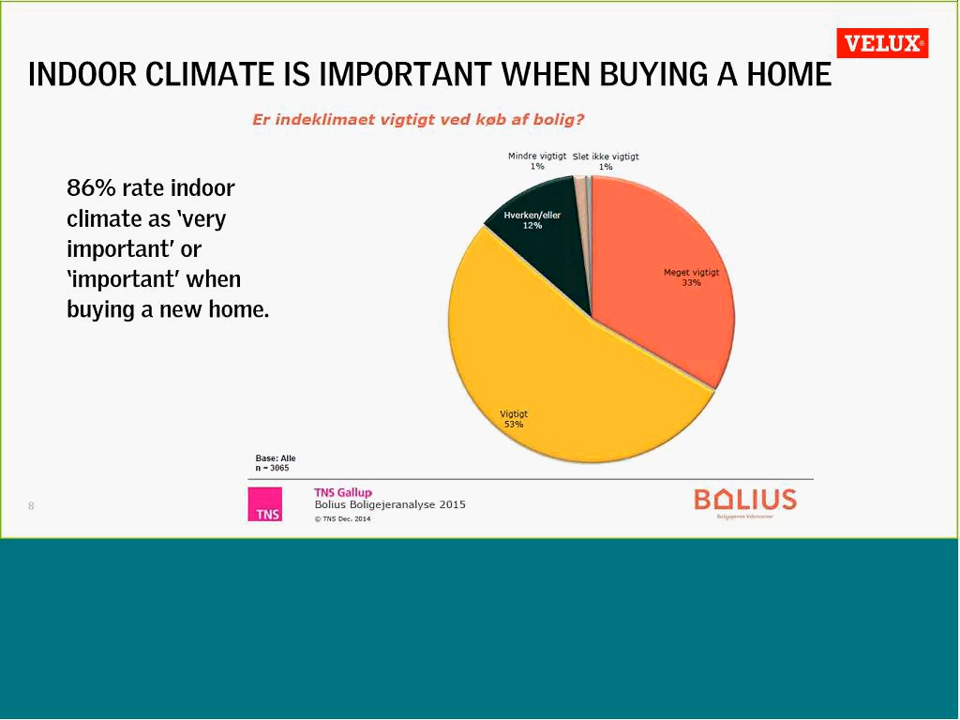 VELUX®
INDOOR CLIMATE IS IMPORTANT WHEN BUYING A HOME
Er indeklimaet vigtigt ved køb af bolig?
86% rate indoor
climate as ‘very
important’ or
‘important’ when
buying a new home.
Mindre vigtigt
1%
Slet ikke vigtigt
1%
Hverken/eller
12%
Meget vigtigt
33%
Vigtigt
53%
Base: Alle
n = 3065
8
TNS
TNS Gallup
Bolius Boligejeranalyse 2015
© TNS Dec. 2014
BOLIUS
Boligejernes Videncenter